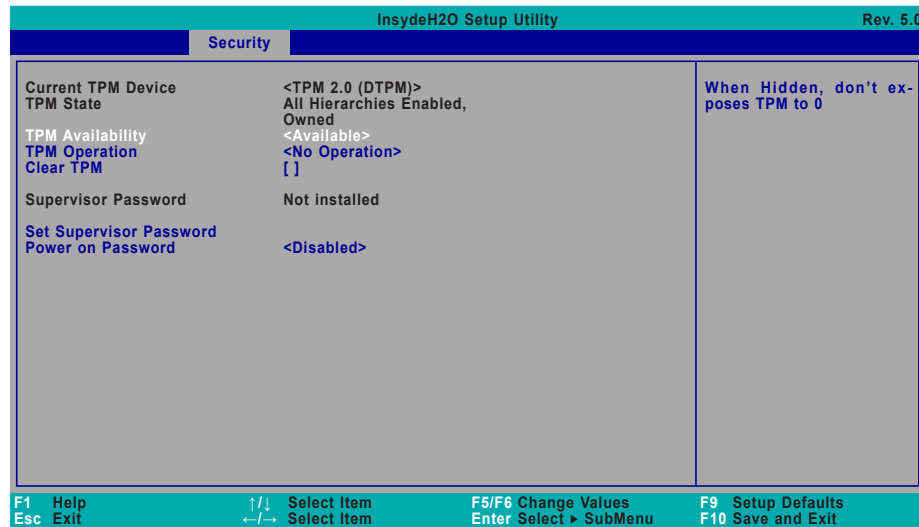 InsydeH2O Setup Utility Rev. 5.0
Security
Current TPM Device <TPM 2.0 (DTPM)>
TPM State All Hierarchies Enabled,
Owned
TPM Availability <Available>
TPM Operation <No Operation>
Clear TPM [ ]
Supervisor Password Not installed
Set Supervisor Password
Power on Password <Disabled>
When Hidden, don't ex-
poses TPM to 0
F1 Help ↑/↓ Select Item F5/F6 Change Values F9 Setup Defaults
Esc Exit ←/→ Select Item Enter Select ▶ SubMenu F10 Save and Exit